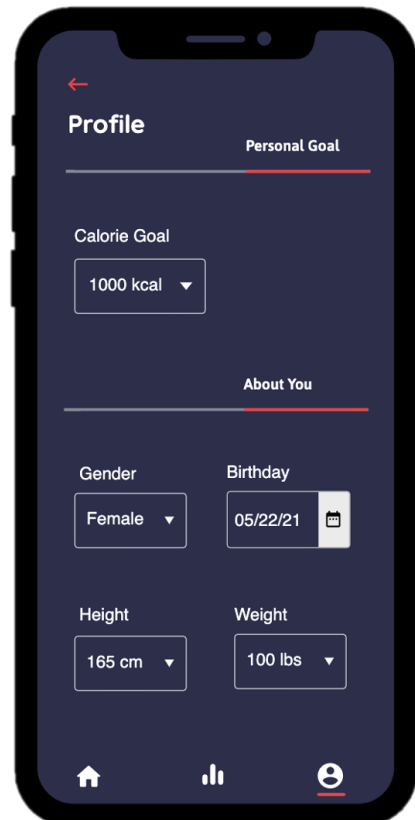 Profile
Personal Goal
Calorie Goal
1000 kcal
About You
Gender
Birthday
Female
05/22/21
Height
Weight
165 cm
100 lbs